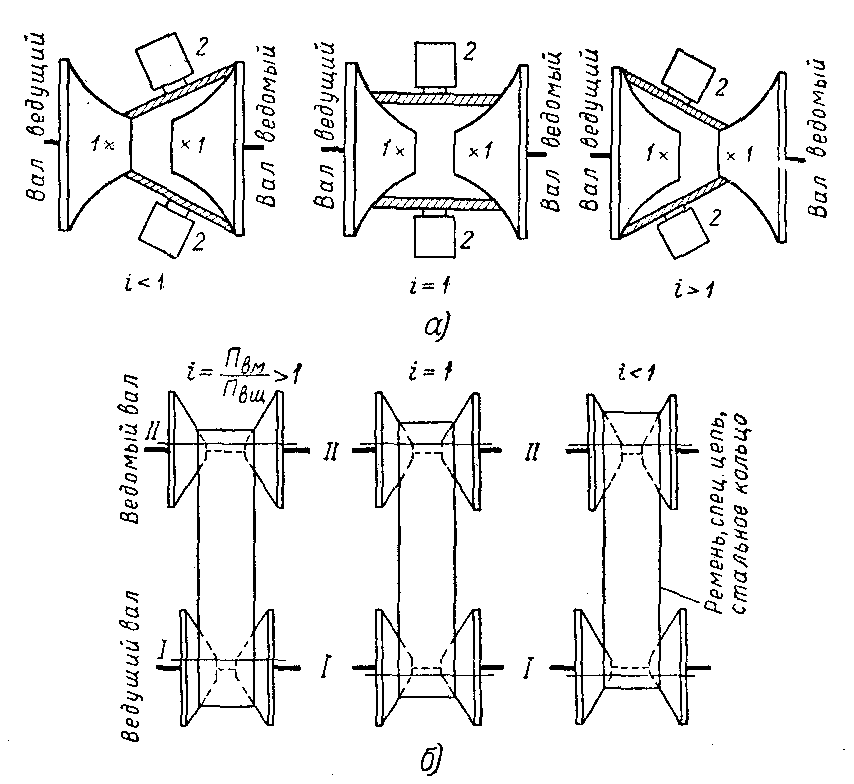 Вал ведущий
1×
×1
2
2
Вал ведомый
i<1
Вал ведущий
1×
×1
2
2
Вал ведомый
i=1
Вал ведущий
1×
×1
2
2
Вал ведомый
i>1
а)
i= Пвм/Пвщ >1
i=1
i<1
Ведомый вал
II
II
II
Ремень, спец. цепь,
стальное кольцо
Ведущий вал
I
I
I
б)